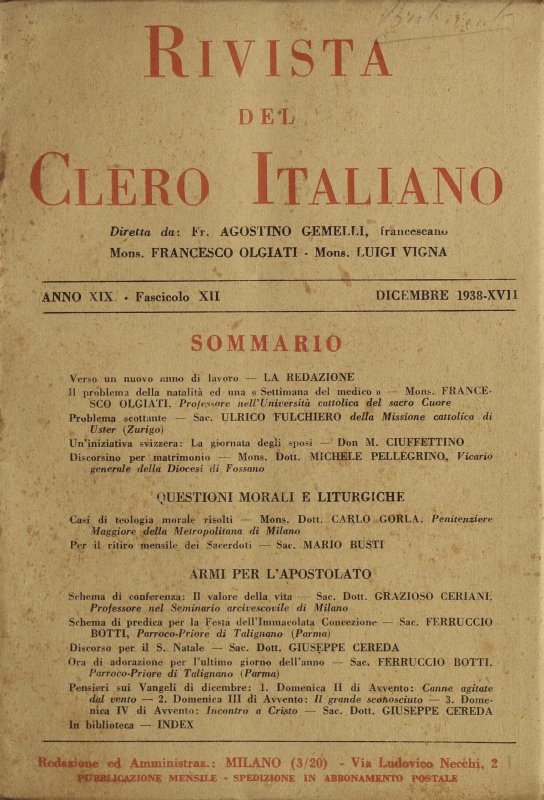 RIVISTA
DEL
CLERO ITALIANO
Diretta da: Fr. AGOSTINO GEMELLI, francescano
Mons. FRANCESCO OLGIATI - Mons. LUIGI VIGNA
ANNO XIX. - Fascicolo XII DICEMBRE 1938-XVII
SOMMARIO
Verso un nuovo anno di lavoro — LA REDAZIONE
Il problema della natalità ed una « Settimana del medico » — Mons. FRANCE-
SCO OLGIATI, Professore nell'Università cattolica del sacro Cuore
Problema scottante — Sac. ULRICO FULCHIERO della Missione cattolica di
Uster (Zurigo)
Un'iniziativa svizzera: La giornata degli sposi — Don M. CIUFFETTINO
Discorsino per matrimonio — Mons. Dott. MICHELE PELLEGRINO, Vicario
generale della Diocesi di Fossano
QUESTIONI MORALI E LITURGICHE
Casi di teologia morale risolti — Mons. Dott. CARLO GORLA, Penitenziere
Maggiore della Metropolitana di Milano
Per il ritiro mensile dei Sacerdoti — Sac. MARIO BUSTI
ARMI PER L'APOSTOLATO
Schema di conferenza: Il valore della vita — Sac. Dott. GRAZIOSO CERIANI,
Professore nel Seminario arcivescovile di Milano
Schema di predica per la Festa dell'Immacolata Concezione — Sac. FERRUCCIO
BOTTI, Parroco-Priore di Talignano (Parma)
Discorso per il S. Natale — Sac. Dott. GIUSEPPE CEREDA
Ora di adorazione per l'ultimo giorno dell'anno — Sac. FERRUCCIO BOTTI,
Parroco-Priore di Talignano (Parma)
Pensieri sui Vangeli di dicembre: 1. Domenica II di Avvento: Canne agitate
dal vento — 2. Domenica III di Avvento: Il grande sconosciuto — 3. Dome-
nica IV di Avvento: Incontro a Cristo — Sac. Dott. GIUSEPPE CEREDA
In biblioteca — INDEX
Redazione ed Amministraz.: MILANO (3/20) - Via Ludovico Necchi, 2
PUBBLICAZIONE MENSILE - SPEDIZIONE IN ABBONAMENTO POSTALE